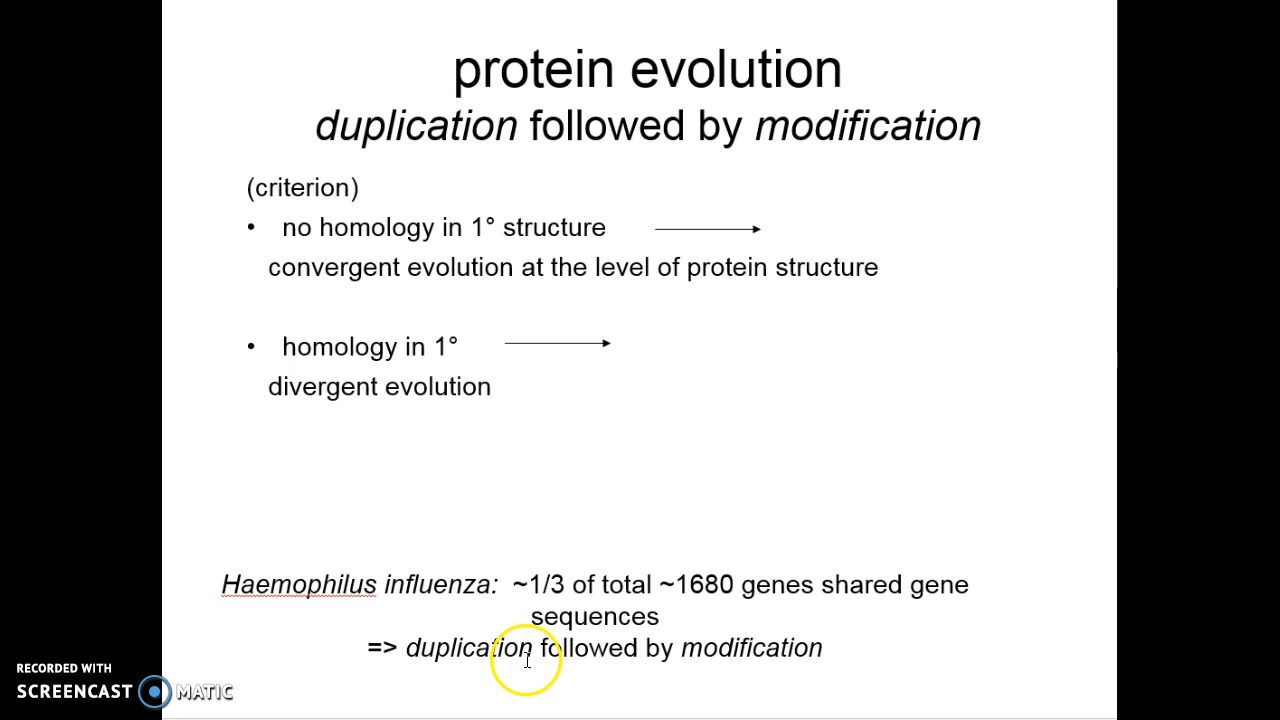 protein evolution
duplication followed by modification
(criterion)
• no homology in 1° structure
convergent evolution at the level of protein structure
• homology in 1°
divergent evolution
Haemophilus influenza: ~1/3 of total ~1680 genes shared gene
sequences
=> duplication followed by modification
RECORDED WITH
SCREENCAST MATIC